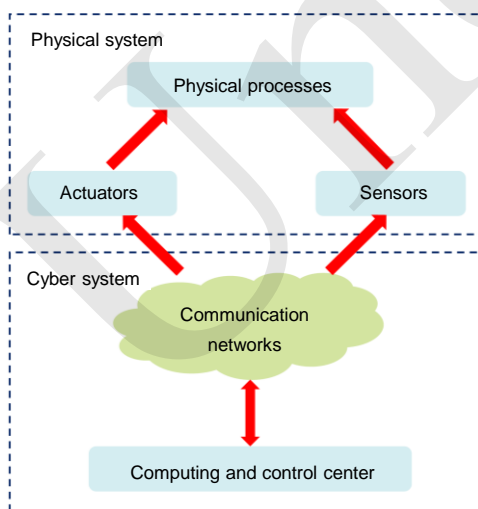 Physical system
Physical processes
Actuators
Sensors
Cyber system
Communication
networks
Computing and control center